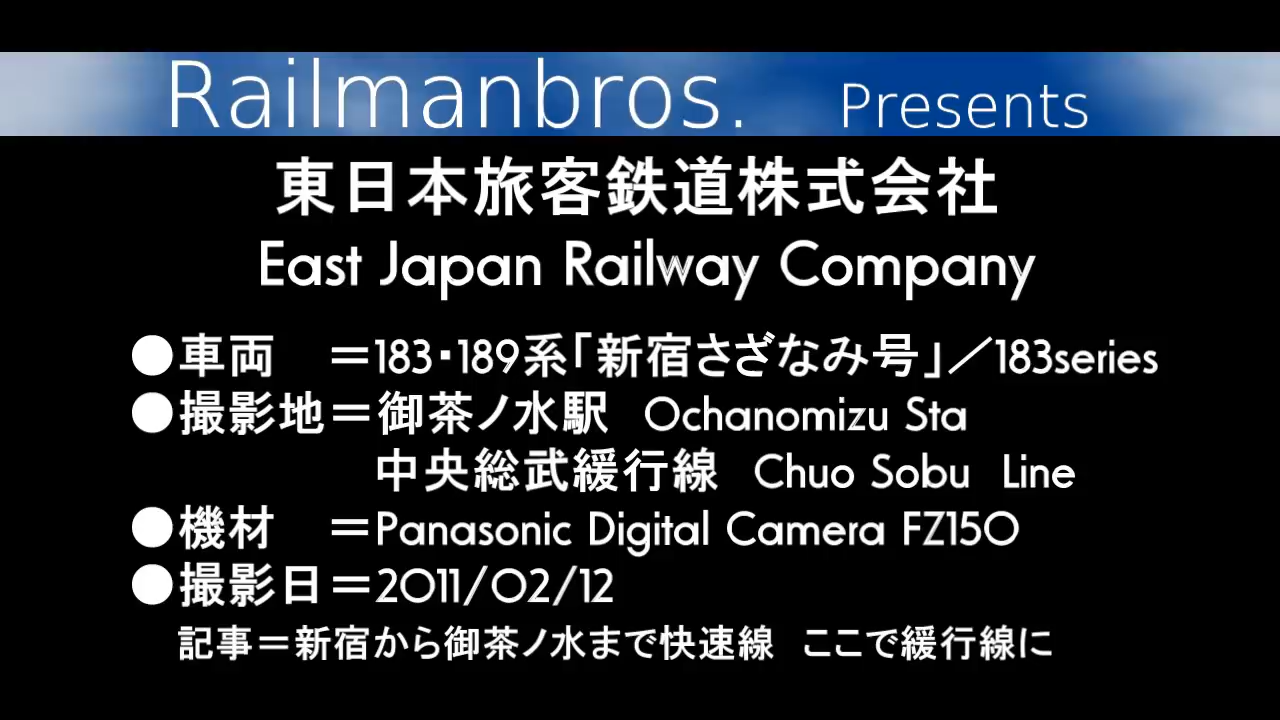 Railmanbros. Presents
東日本旅客鉄道株式会社
East Japan Railway Company
●車両　＝183・189系「新宿さざなみ号」／183series
●撮影地＝御茶ノ水駅　Ochanomizu Sta
中央総武緩行線　Chuo Sobu　Line
●機材　＝Panasonic Digital Camera FZ150
●撮影日＝2011/02/12
記事＝新宿から御茶ノ水まで快速線　ここで緩行線に